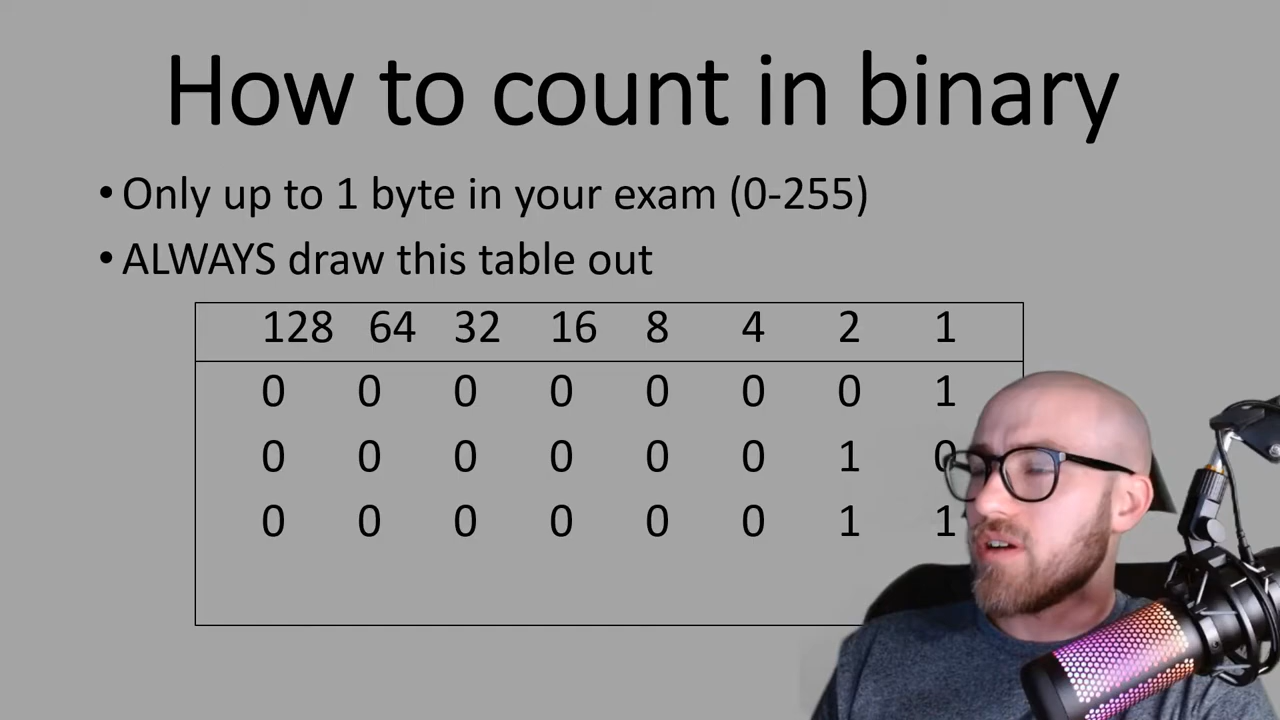 How to count in binary
• Only up to 1 byte in your exam (0-255)
• ALWAYS draw this table out
128 64 32 16 8 4 2 1
0 0 0 0 0 0 0 1
0 0 0 0 0 0 1 0
0 0 0 0 0 0 1 1